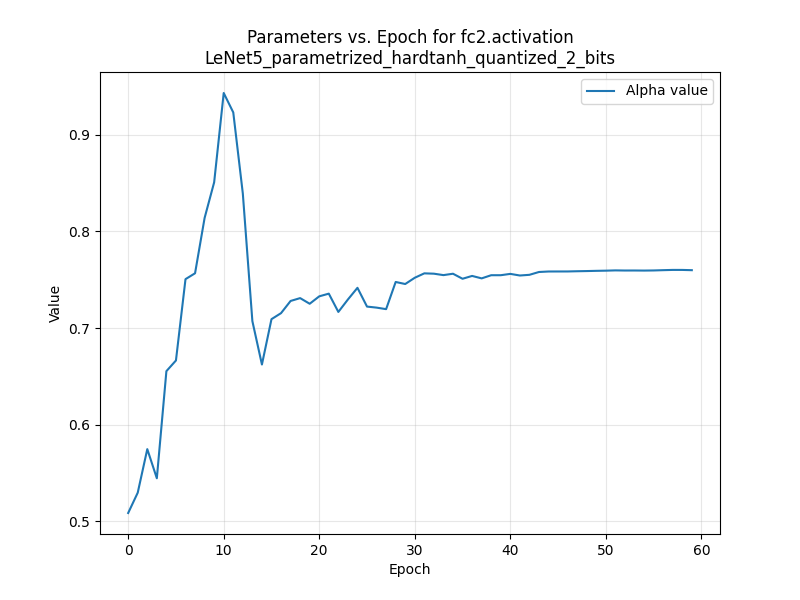 Parameters vs. Epoch for fc2.activation
LeNet5_parametrized_hardtanh_quantized_2_bits
Alpha value
0.9
0.8
0.7
0.6
0.5
Value
0 10 20 30 40 50 60
Epoch